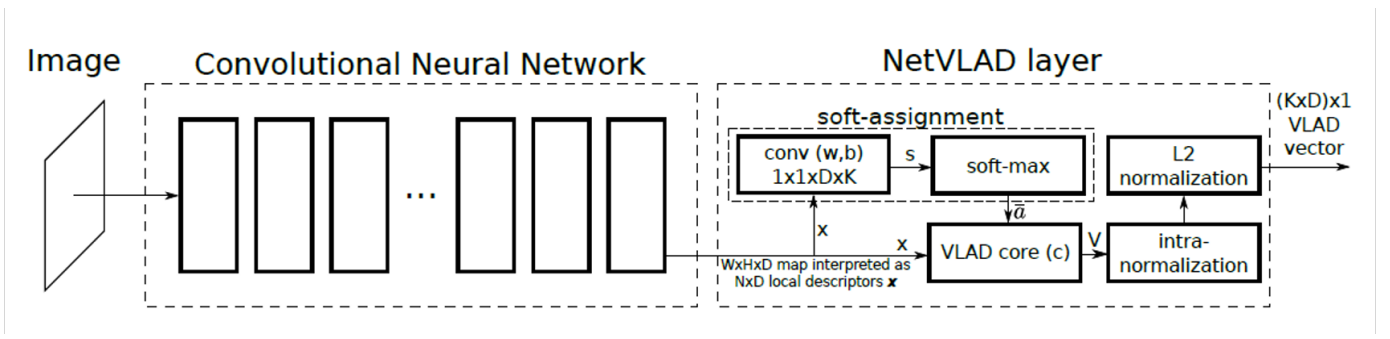 Image
Convolutional Neural Network
...
NetVLAD layer
soft-assignment
conv (w,b)
1x1xDxK
s
soft-max
L2
normalization
(KxD)x1
VLAD
vector
x
x
WxHxD map interpreted as
NxD local descriptors x
ā
VLAD core (c)
V
intra-
normalization